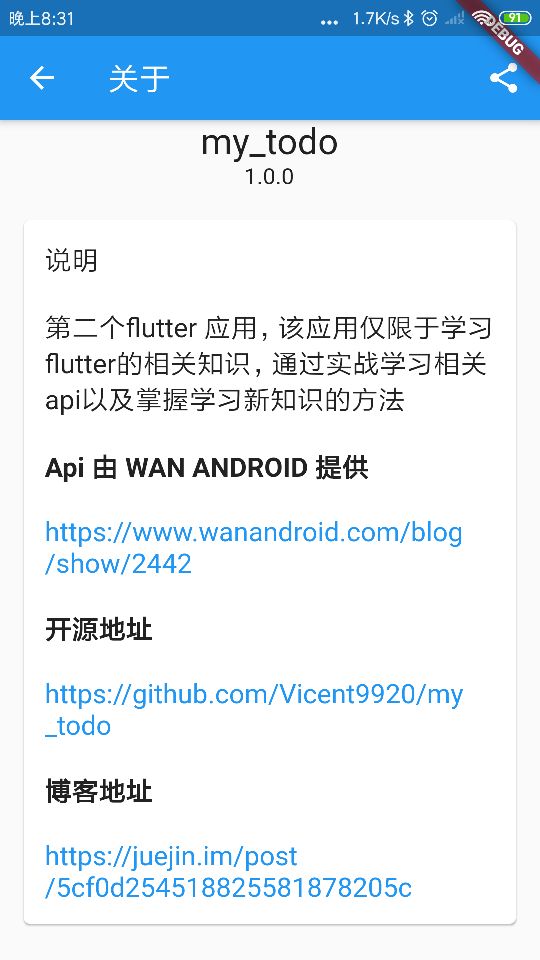 晚上8:31
... 1.7K/s 91
DEBUG
关于
my_todo
1.0.0
说明
第二个flutter 应用，该应用仅限于学习
flutter的相关知识，通过实战学习相关
api以及掌握学习新知识的方法
Api 由 WAN ANDROID 提供
https://www.wanandroid.com/blog
/show/2442
开源地址
https://github.com/Vicent9920/my
_todo
博客地址
https://juejin.im/post
/5cf0d254518825581878205c